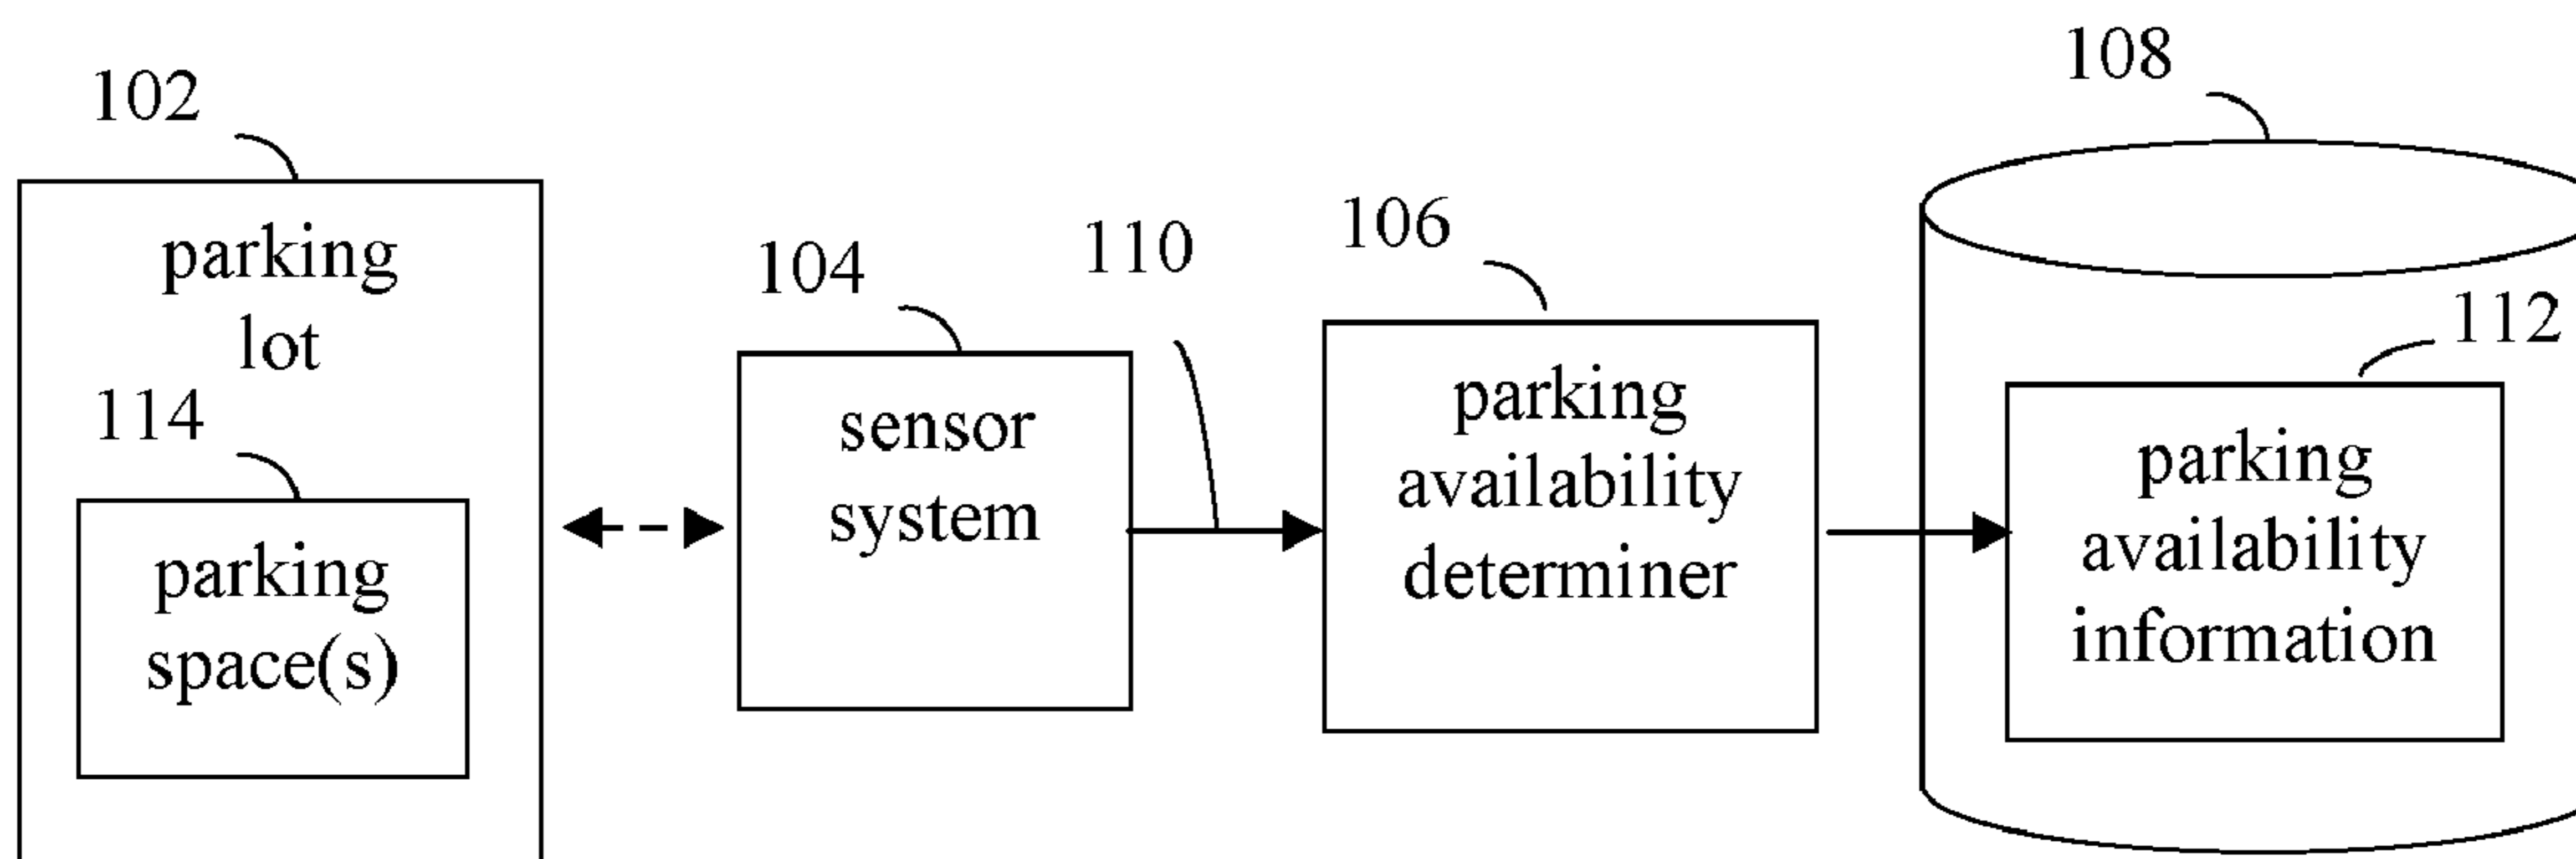 102
parking
lot
114
parking
space(s)
104
sensor
system
110
106
parking
availability
determiner
108
112
parking
availability
information